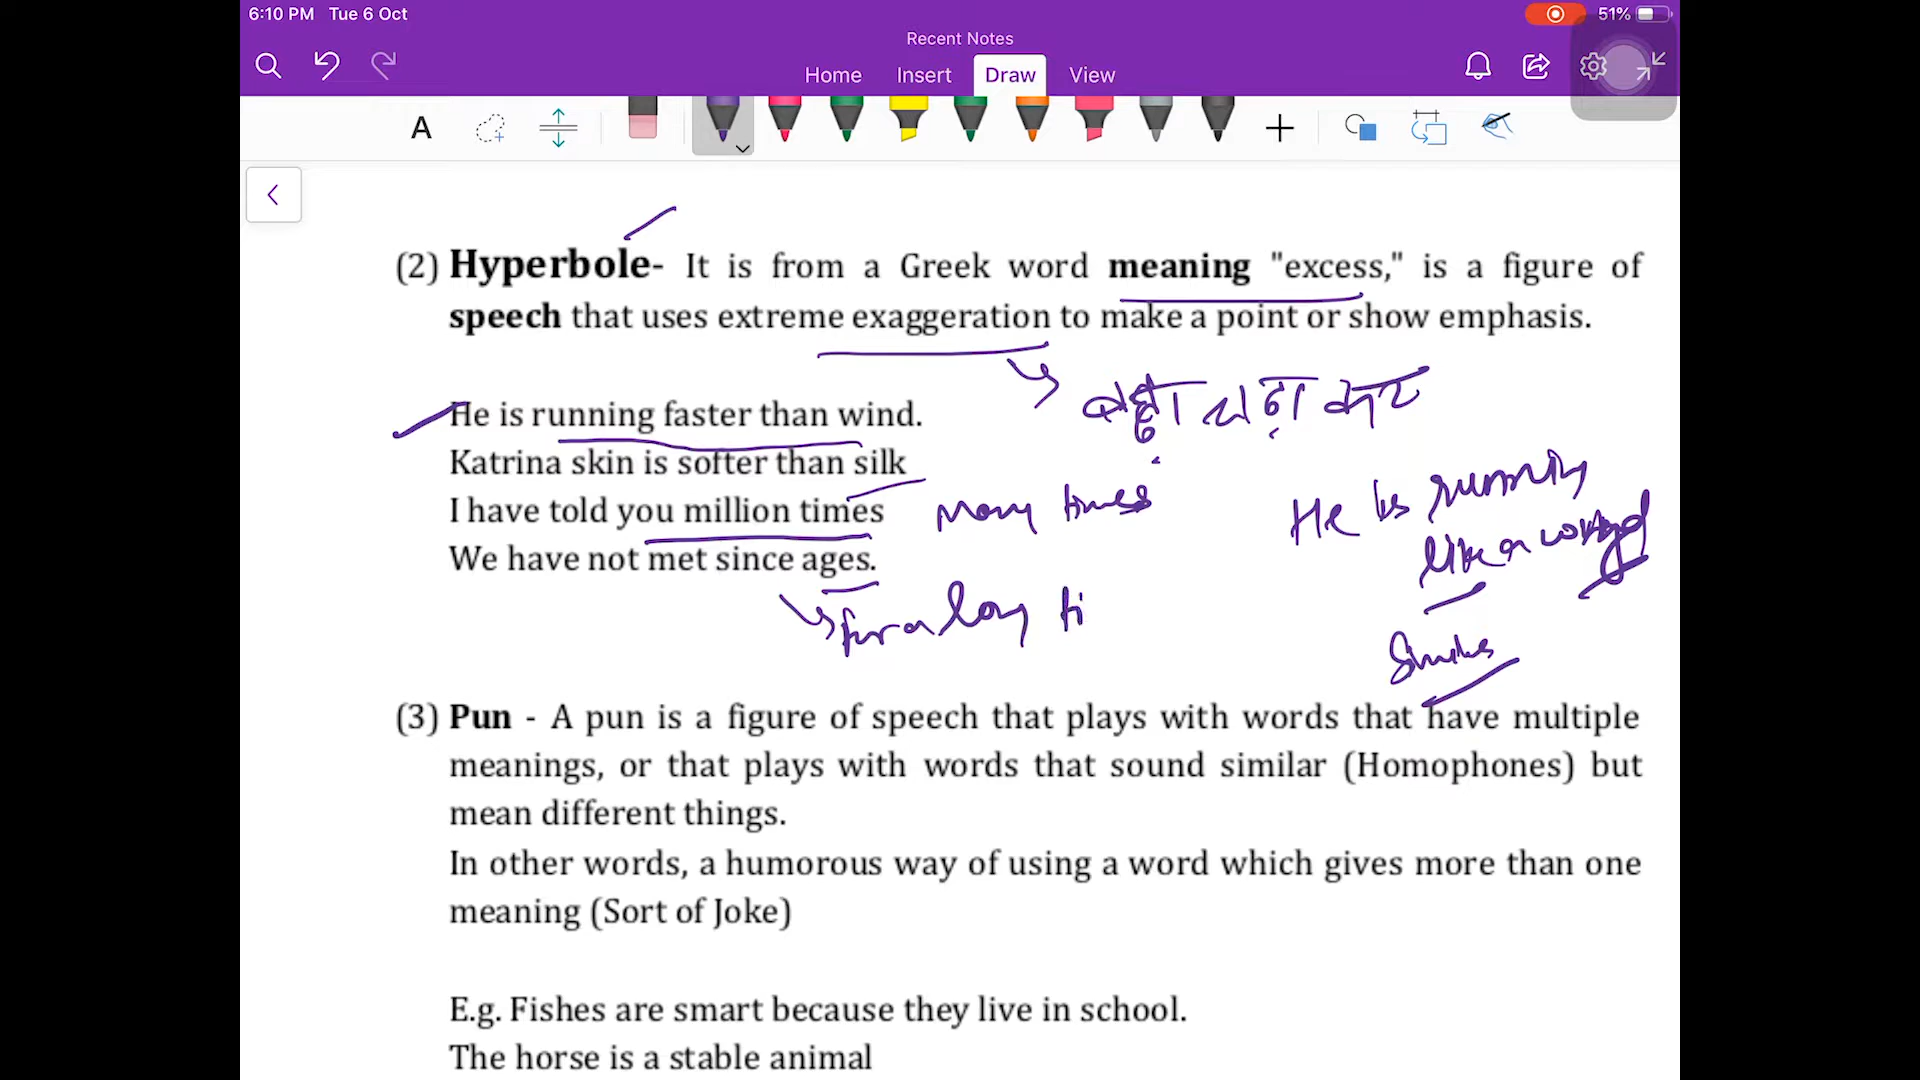 6:10 PM Tue 6 Oct
51%
Recent Notes
Home Insert Draw View
A
(2) Hyperbole- It is from a Greek word meaning "excess," is a figure of
speech that uses extreme exaggeration to make a point or show emphasis.
He is running faster than wind.
Katrina skin is softer than silk
I have told you million times
many times
He is running
like a
We have not met since ages.
for a long ti
(3) Pun - A pun is a figure of speech that plays with words that have multiple
meanings, or that plays with words that sound similar (Homophones) but
mean different things.
In other words, a humorous way of using a word which gives more than one
meaning (Sort of Joke)
E.g. Fishes are smart because they live in school.
The horse is a stable animal